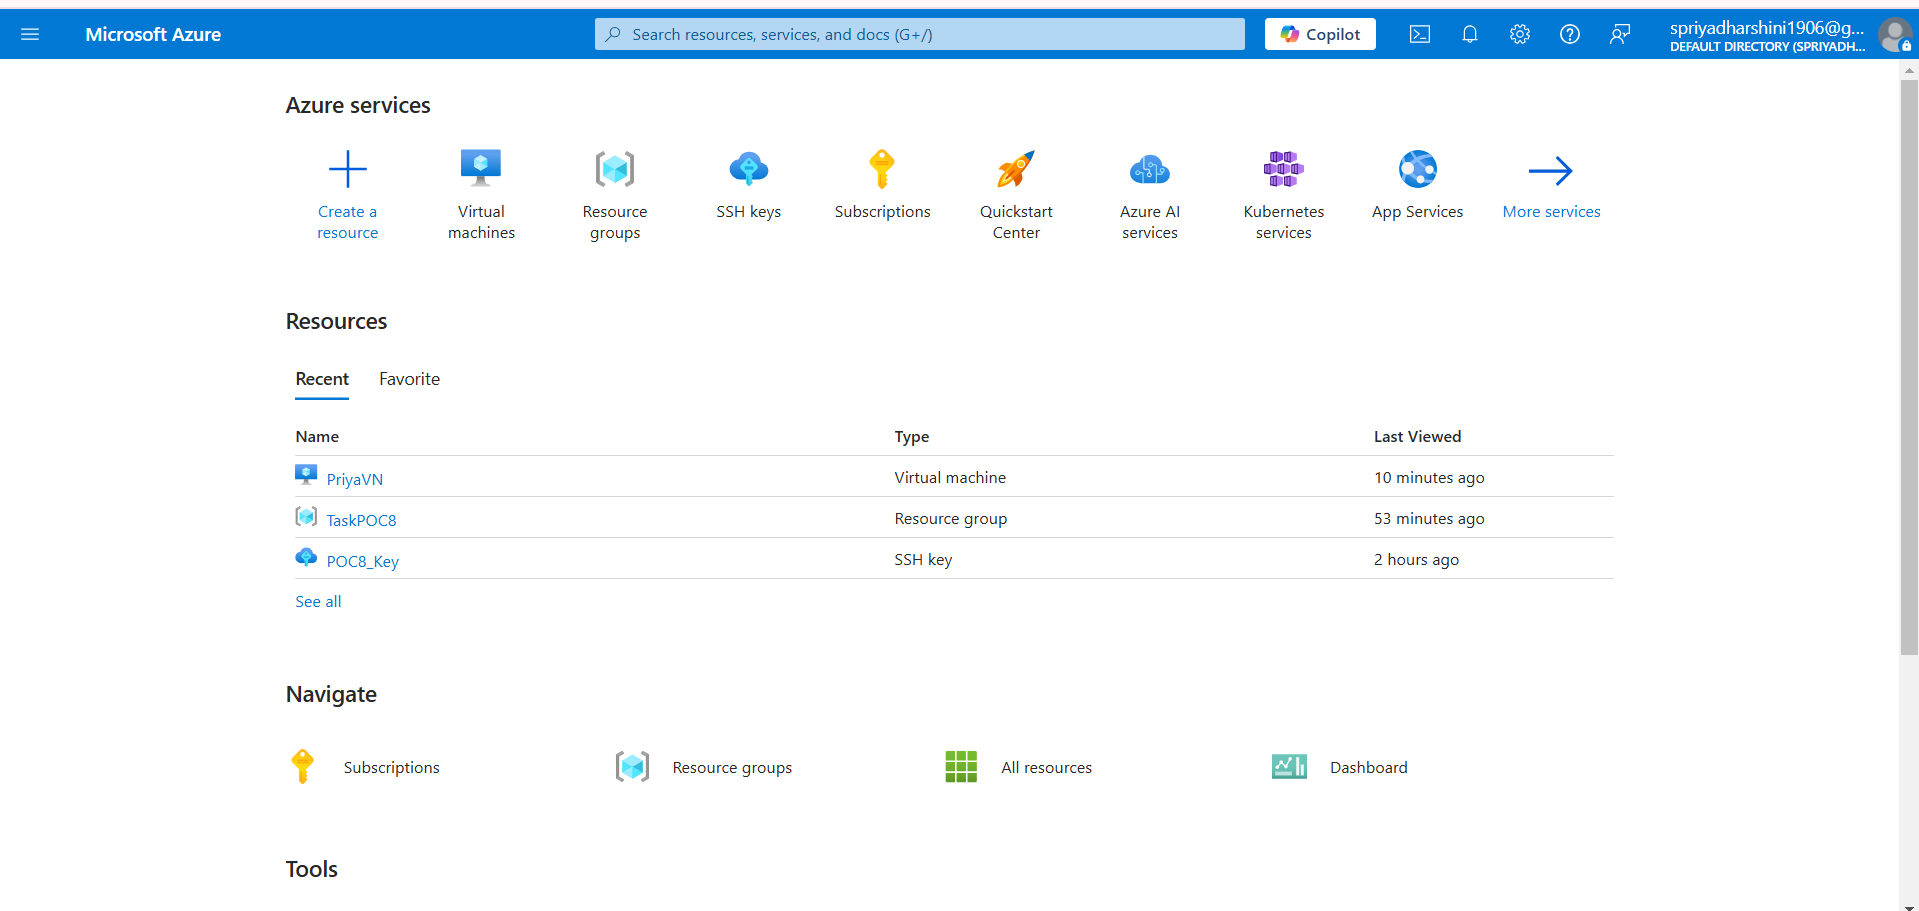 Microsoft Azure
Search resources, services, and docs (G+/)
Copilot
spriyadharshini1906@g...
DEFAULT DIRECTORY (SPRIYADH...
Azure services
Create a
resource
Virtual
machines
Resource
groups
SSH keys
Subscriptions
Quickstart
Center
Azure AI
services
Kubernetes
services
App Services
More services
Resources
Recent Favorite
Name Type Last Viewed
PriyaVN Virtual machine 10 minutes ago
TaskPOC8 Resource group 53 minutes ago
POC8_Key SSH key 2 hours ago
See all
Navigate
Subscriptions Resource groups All resources Dashboard
Tools